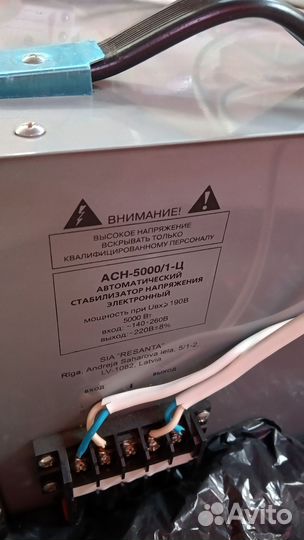 ВНИМАНИЕ!
ВЫСОКОЕ НАПРЯЖЕНИЕ
ВСКРЫВАТЬ ТОЛЬКО
КВАЛИФИЦИРОВАННОМУ ПЕРСОНАЛУ
АСН-5000/1-Ц
АВТОМАТИЧЕСКИЙ
СТАБИЛИЗАТОР НАПРЯЖЕНИЯ
ЭЛЕКТРОННЫЙ
мощность при Uвх≥190В
5000 Вт
вход: ~140-260В
выход: ~220В±8%
SIA "RESANTA"
Riga, Andreja Saharova iela, 5/1-2,
LV-1082, Latvia
ВХОД
ВЫХОД
Avito